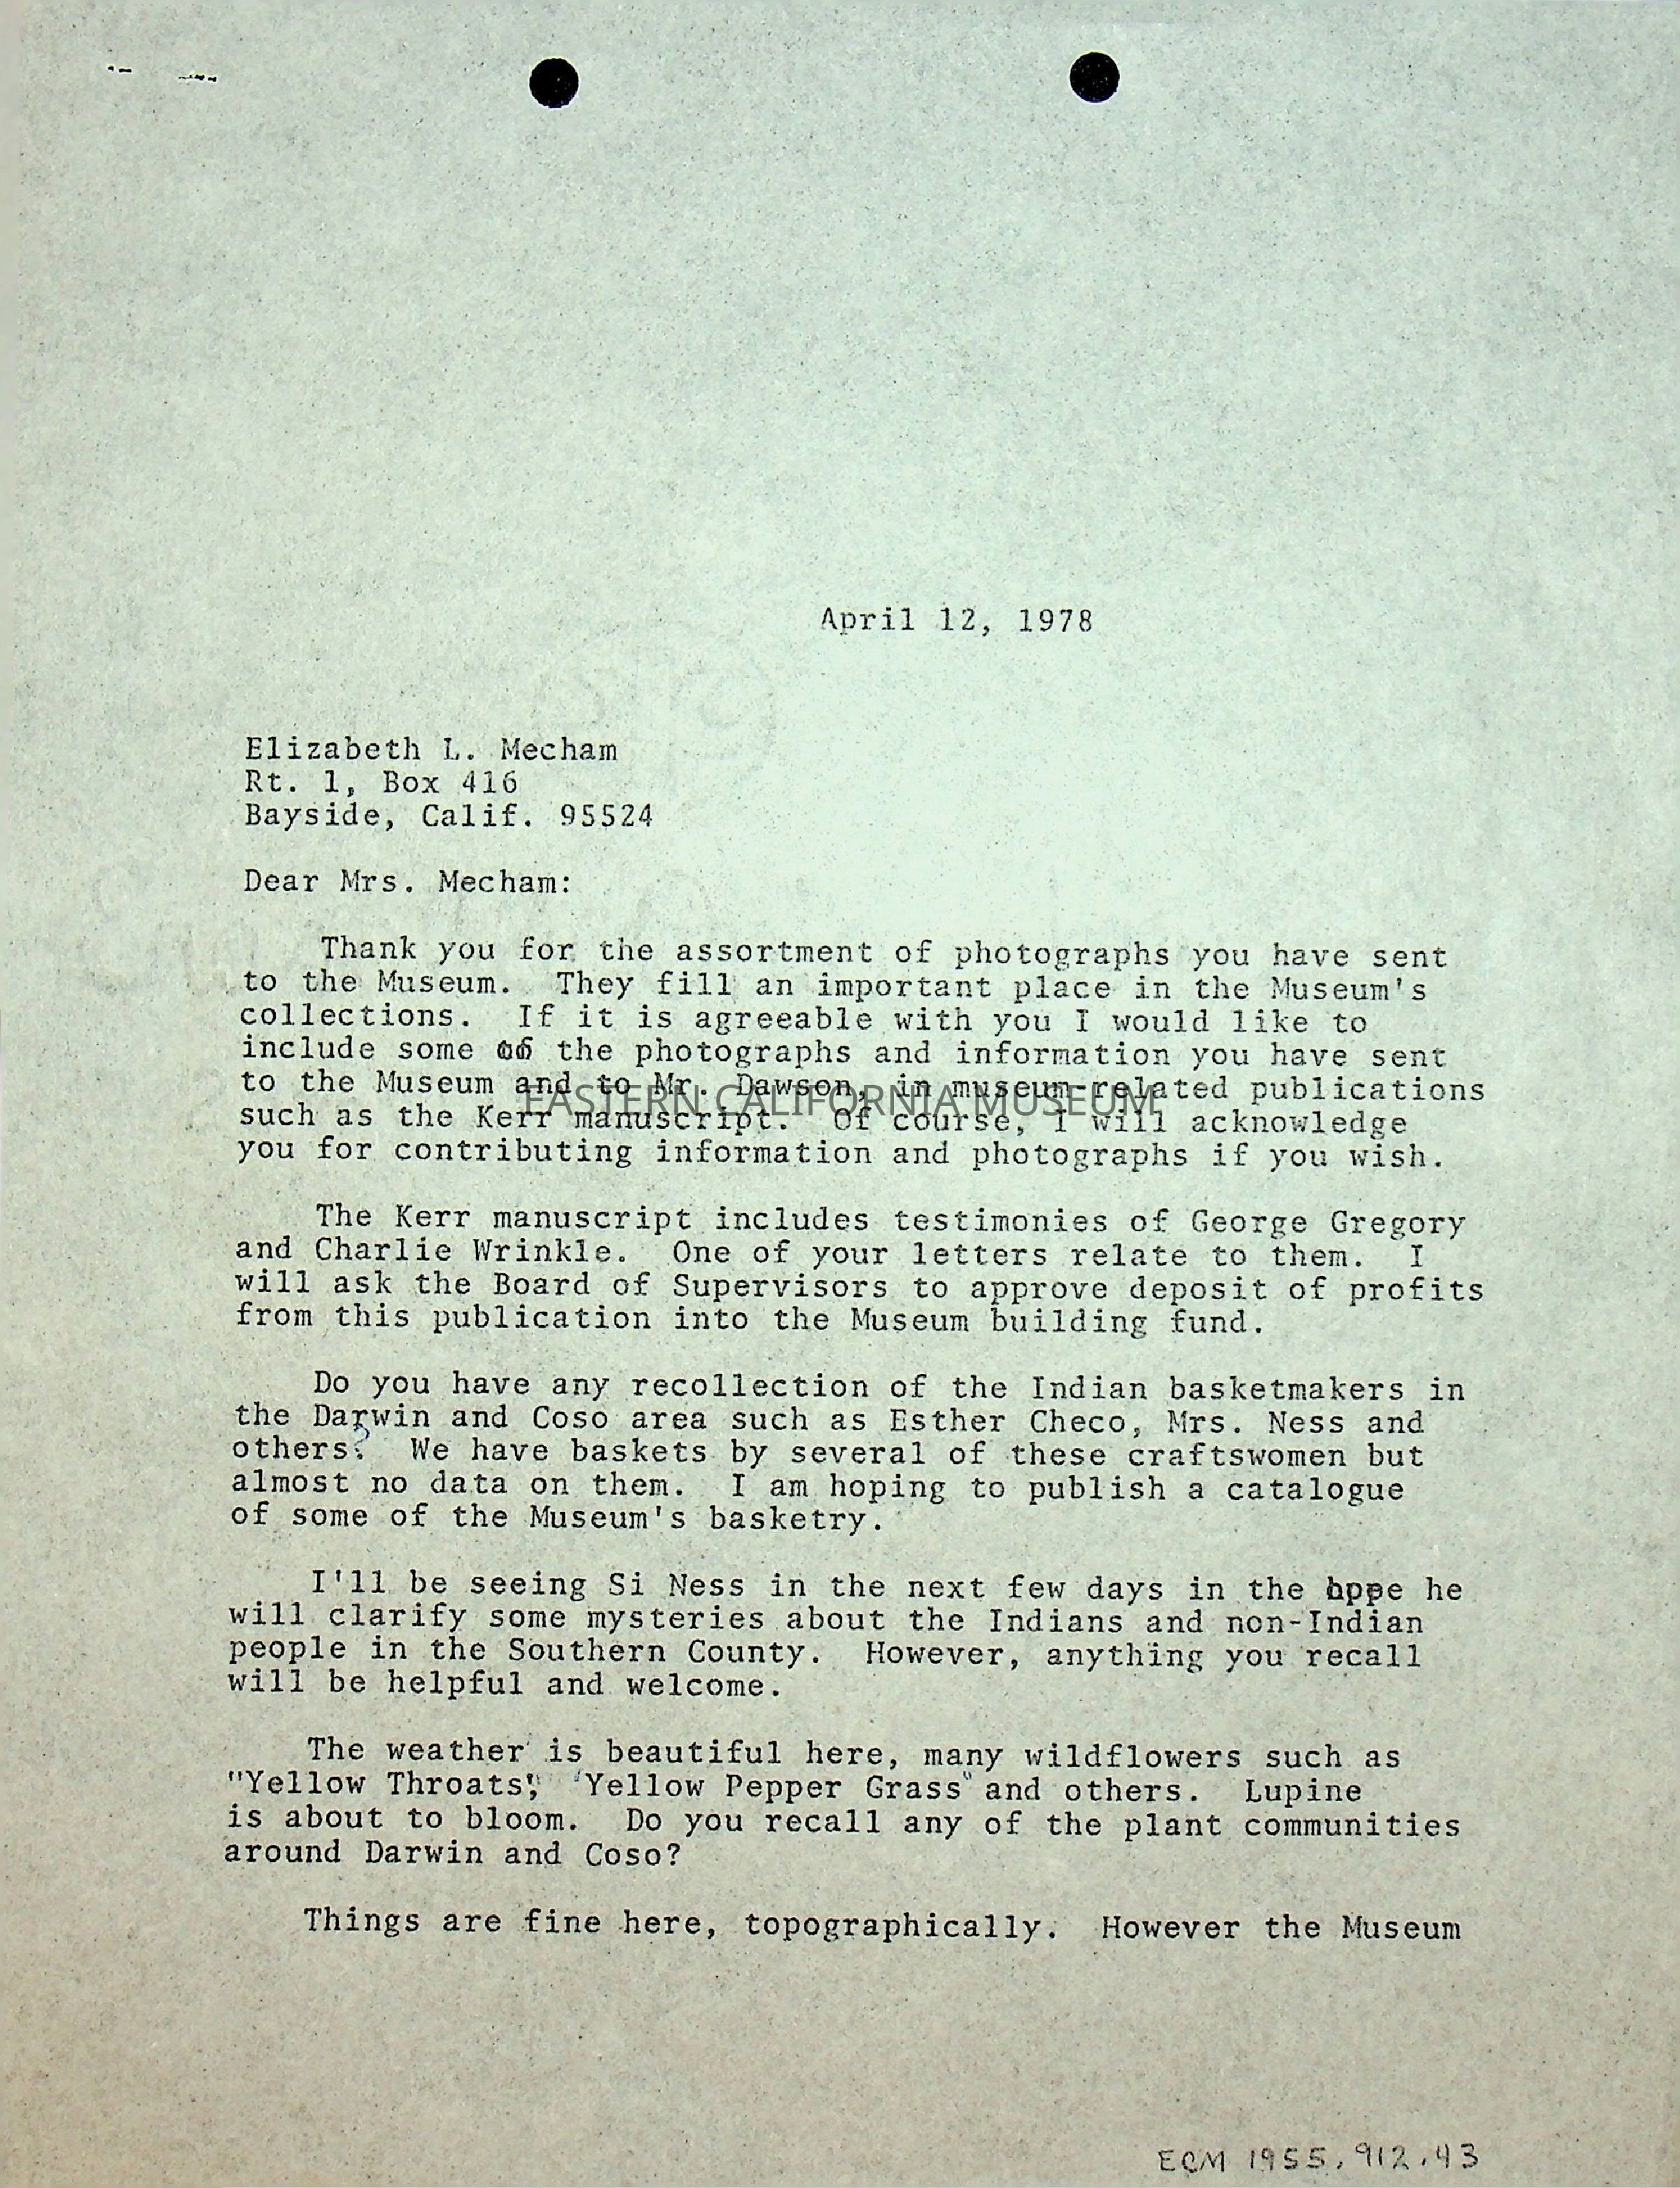 April 12, 1978
Elizabeth L. Mecham
Rt. 1, Box 416
Bayside, Calif. 95524
Dear Mrs. Mecham:
Thank you for the assortment of photographs you have sent
to the Museum. They fill an important place in the Museum's
collections. If it is agreeable with you I would like to
include some of the photographs and information you have sent
to the Museum and to Mr. Dawson, in museum-related publications
EASTERN CALIFORNIA MUSEUM
such as the Kerr manuscript. Of course, I will acknowledge
you for contributing information and photographs if you wish.
The Kerr manuscript includes testimonies of George Gregory
and Charlie Wrinkle. One of your letters relate to them. I
will ask the Board of Supervisors to approve deposit of profits
from this publication into the Museum building fund.
Do you have any recollection of the Indian basketmakers in
the Darwin and Coso area such as Esther Checo, Mrs. Ness and
others? We have baskets by several of these craftswomen but
almost no data on them. I am hoping to publish a catalogue
of some of the Museum's basketry.
I'll be seeing Si Ness in the next few days in the hope he
will clarify some mysteries about the Indians and non-Indian
people in the Southern County. However, anything you recall
will be helpful and welcome.
The weather is beautiful here, many wildflowers such as
"Yellow Throats", "Yellow Pepper Grass" and others. Lupine
is about to bloom. Do you recall any of the plant communities
around Darwin and Coso?
Things are fine here, topographically. However the Museum
ECM 1955.912.43